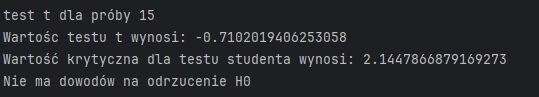 test t dla próby 15
Wartośc testu t wynosi: -0.7102019406253058
Wartość krytyczna dla testu studenta wynosi: 2.1447866879169273
Nie ma dowodów na odrzucenie H0